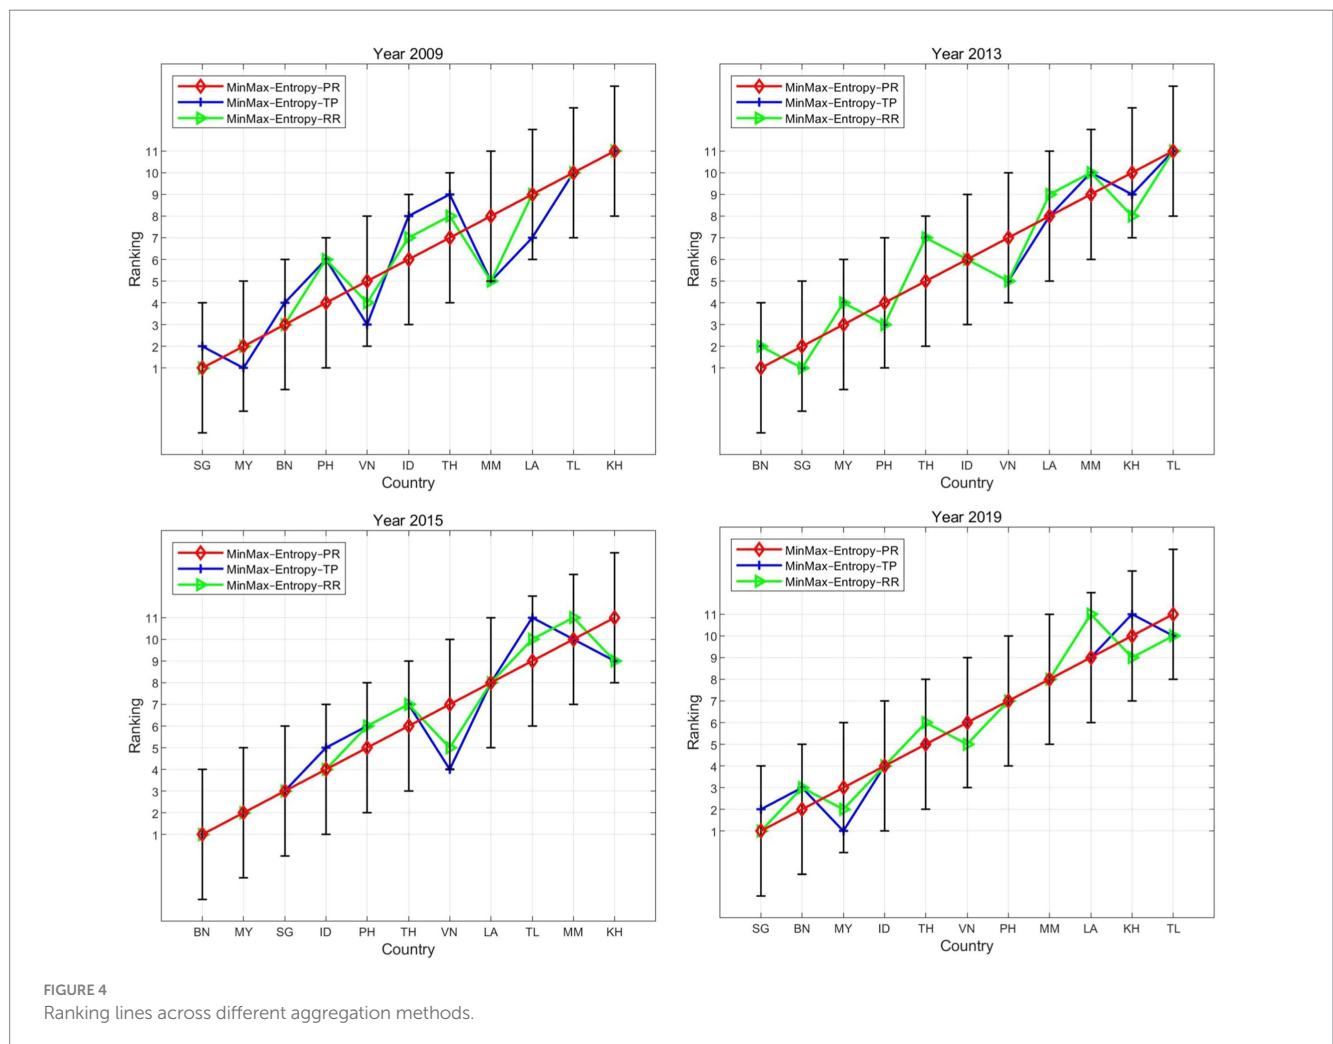 Year 2009
MinMax-Entropy-PR
MinMax-Entropy-TP
MinMax-Entropy-RR
Ranking
11
10
9
8
7
6
5
4
3
2
1
SG MY BN PH VN ID TH MM LA TL KH
Country
Year 2013
MinMax-Entropy-PR
MinMax-Entropy-TP
MinMax-Entropy-RR
Ranking
11
10
9
8
7
6
5
4
3
2
1
BN SG MY PH TH ID VN LA MM KH TL
Country
Year 2015
MinMax-Entropy-PR
MinMax-Entropy-TP
MinMax-Entropy-RR
Ranking
11
10
9
8
7
6
5
4
3
2
1
BN MY SG ID PH TH VN LA TL MM KH
Country
Year 2019
MinMax-Entropy-PR
MinMax-Entropy-TP
MinMax-Entropy-RR
Ranking
11
10
9
8
7
6
5
4
3
2
1
SG BN MY ID TH VN PH MM LA KH TL
Country
FIGURE 4
Ranking lines across different aggregation methods.